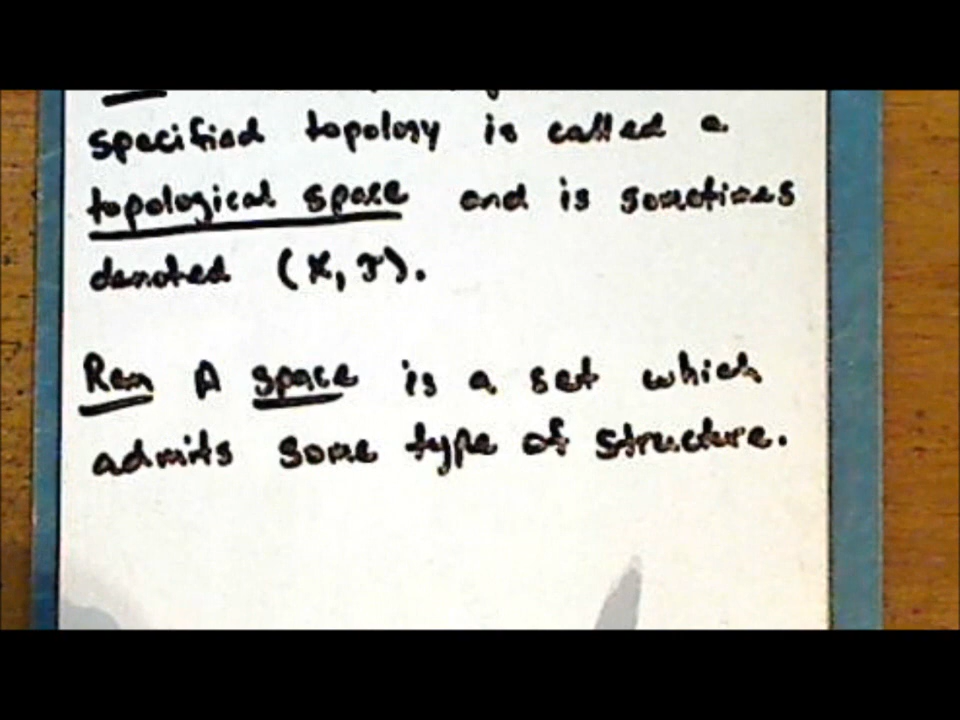 specified topology is called a
topological space and is sometimes
denoted (X, T).
Rem A space is a set which
admits some type of structure.